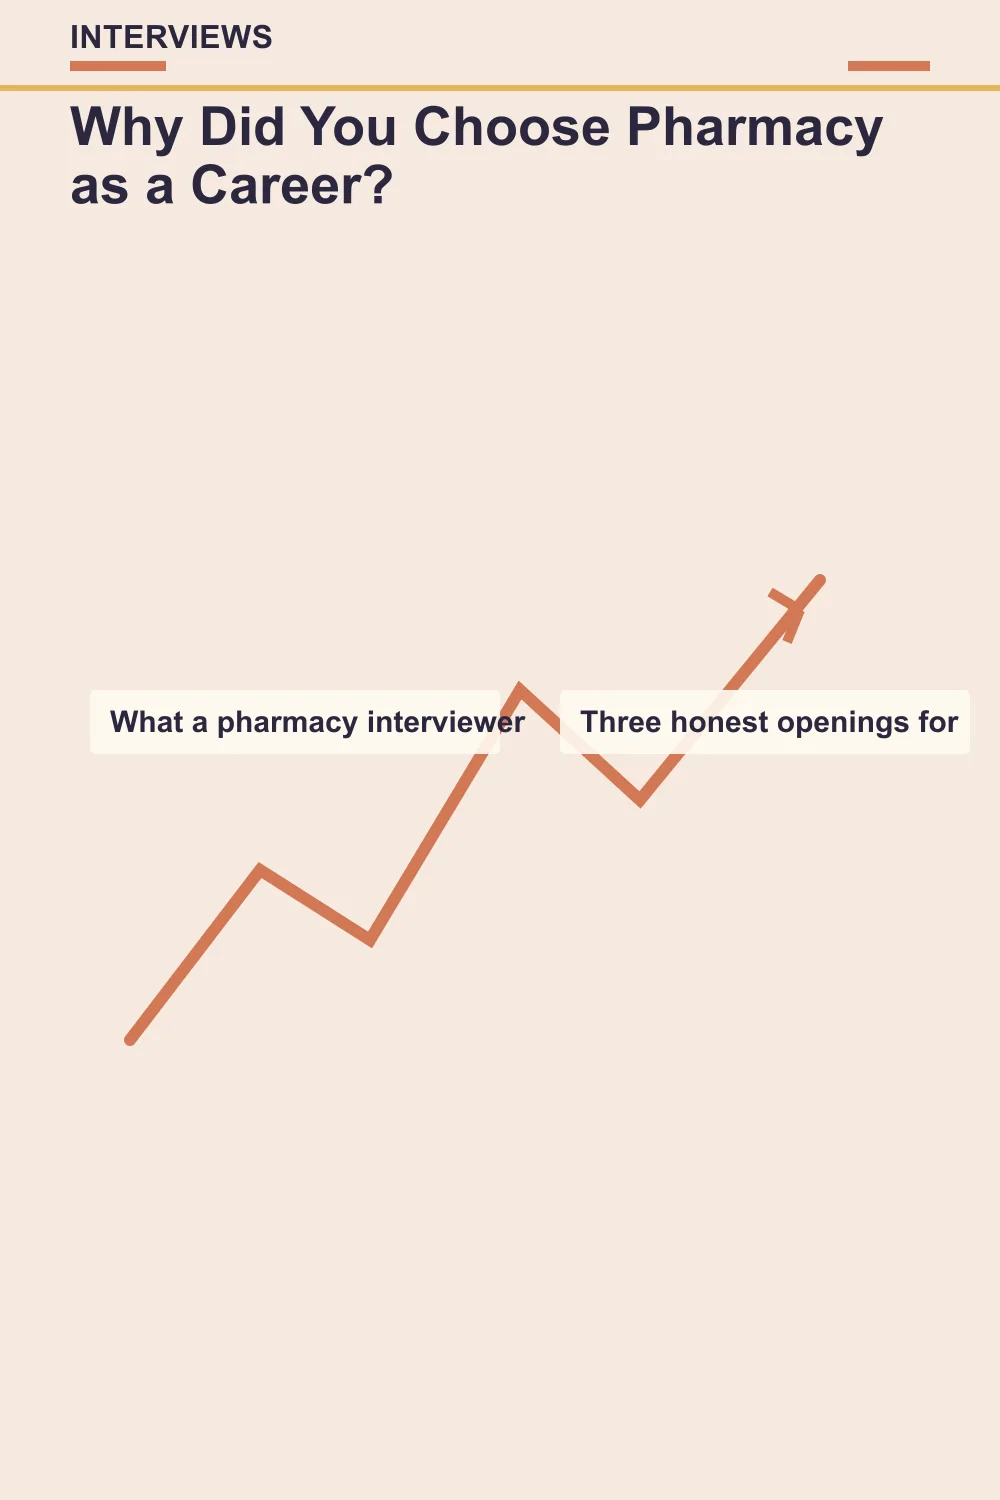 INTERVIEWS
Why Did You Choose Pharmacy
as a Career?
What a pharmacy interviewer
Three honest openings for